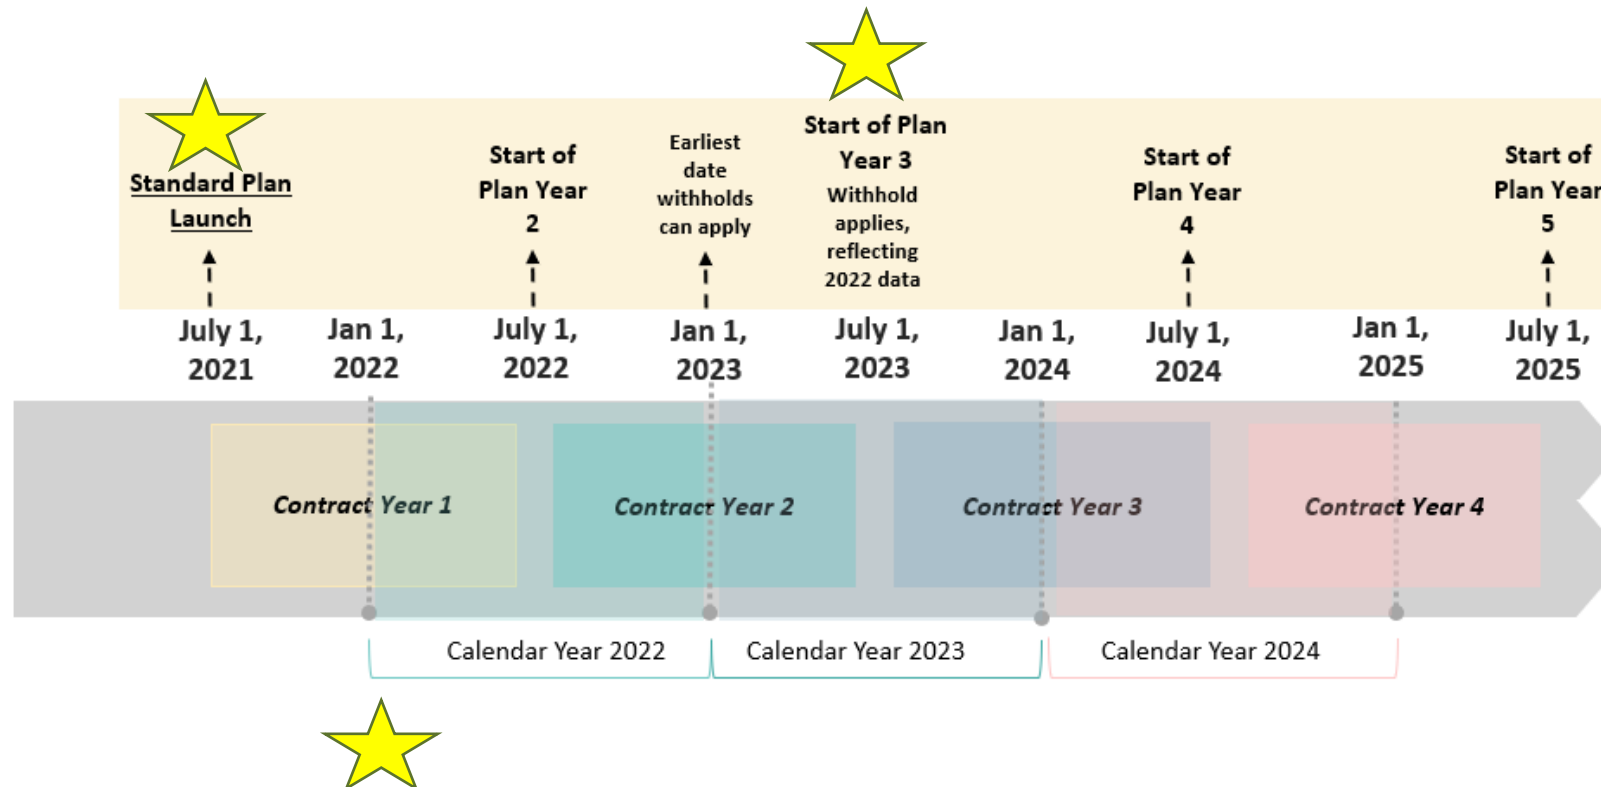 Standard Plan
Launch
Start of
Plan Year
2
Earliest
date
withholds
can apply
Start of Plan
Year 3
Withhold
applies,
reflecting
2022 data
Start of
Plan Year
4
Start of
Plan Year
5
July 1,
2021
Jan 1,
2022
July 1,
2022
Jan 1,
2023
July 1,
2023
Jan 1,
2024
July 1,
2024
Jan 1,
2025
July 1,
2025
Contract Year 1
Contract Year 2
Contract Year 3
Contract Year 4
Calendar Year 2022
Calendar Year 2023
Calendar Year 2024